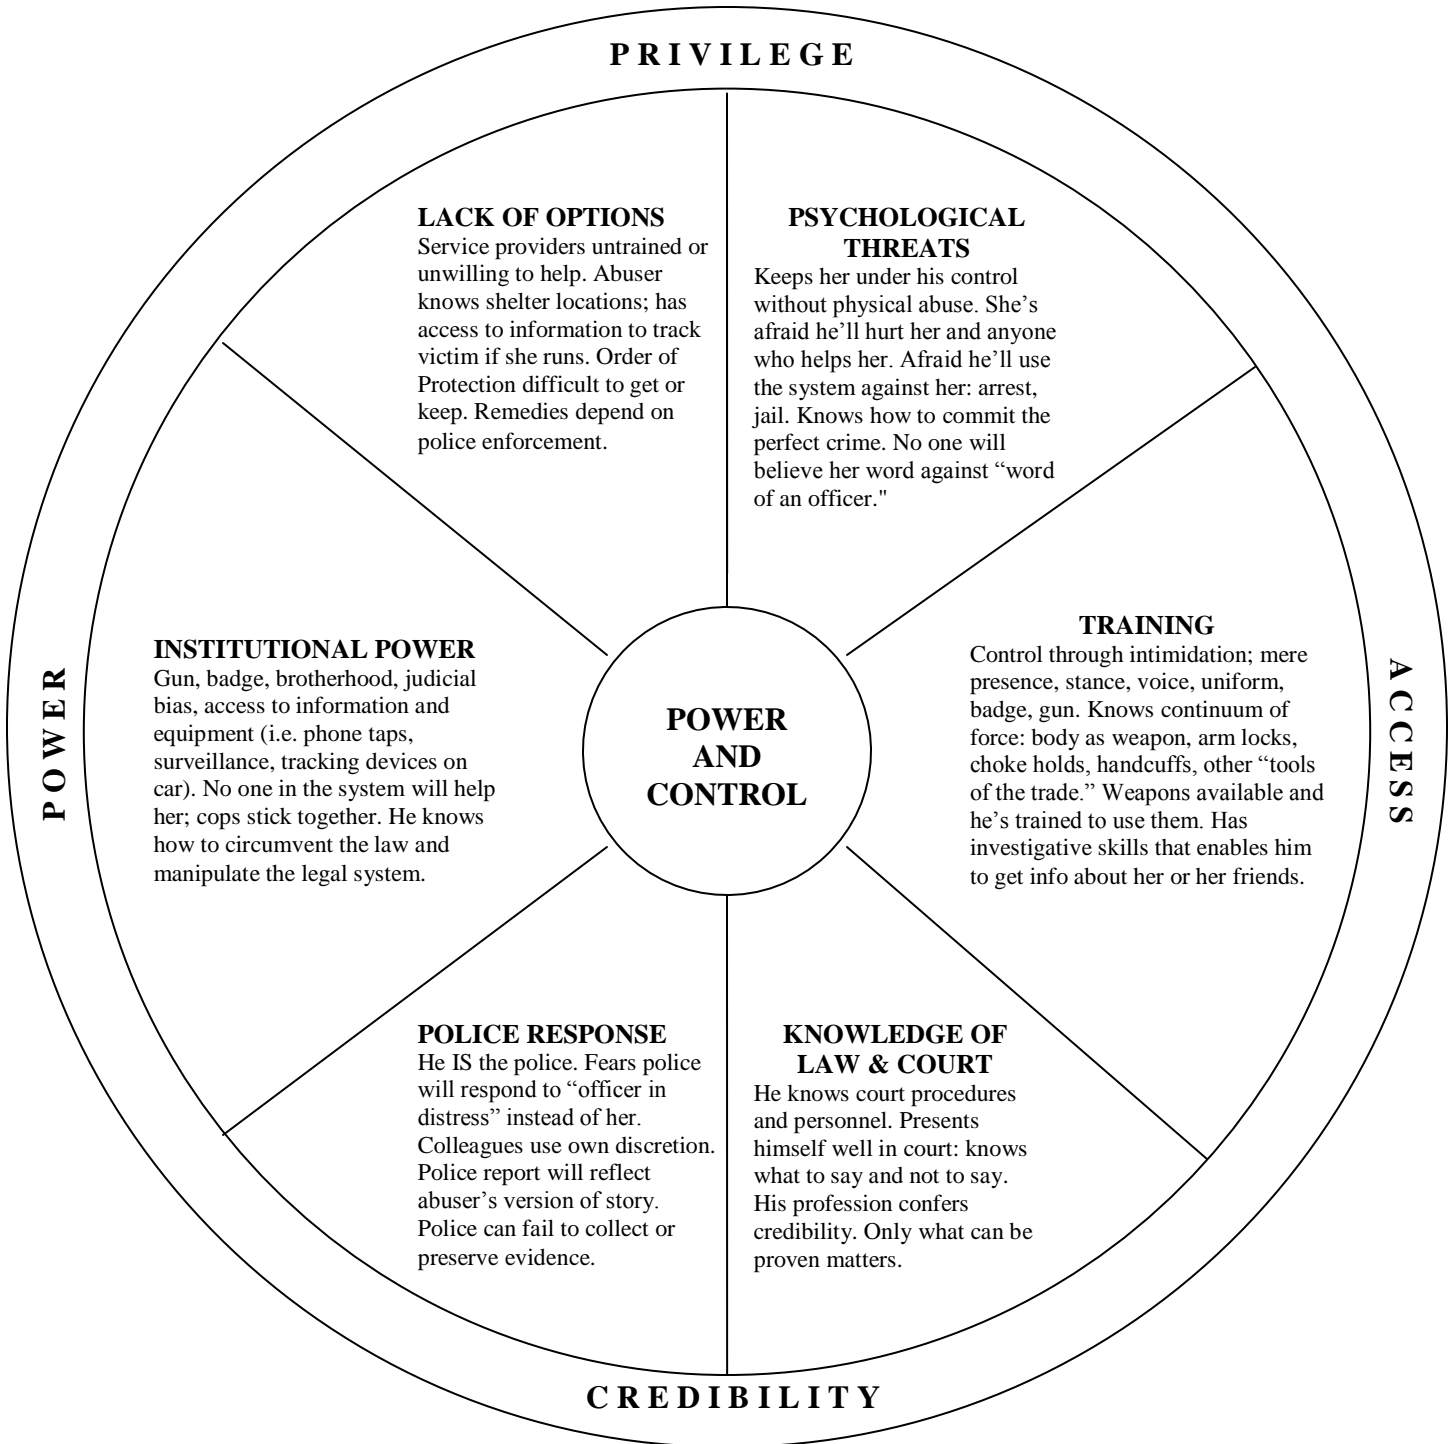 PRIVILEGE
LACK OF OPTIONS
Service providers untrained or
unwilling to help. Abuser
knows shelter locations; has
access to information to track
victim if she runs. Order of
Protection difficult to get or
keep. Remedies depend on
police enforcement.
PSYCHOLOGICAL
THREATS
Keeps her under his control
without physical abuse. She’s
afraid he’ll hurt her and anyone
who helps her. Afraid he’ll use
the system against her: arrest,
jail. Knows how to commit the
perfect crime. No one will
believe her word against “word
of an officer."
POWER
INSTITUTIONAL POWER
Gun, badge, brotherhood, judicial
bias, access to information and
equipment (i.e. phone taps,
surveillance, tracking devices on
car). No one in the system will help
her; cops stick together. He knows
how to circumvent the law and
manipulate the legal system.
POWER
AND
CONTROL
TRAINING
Control through intimidation; mere
presence, stance, voice, uniform,
badge, gun. Knows continuum of
force: body as weapon, arm locks,
choke holds, handcuffs, other “tools
of the trade.” Weapons available and
he’s trained to use them. Has
investigative skills that enables him
to get info about her or her friends.
ACCESS
POLICE RESPONSE
He IS the police. Fears police
will respond to “officer in
distress” instead of her.
Colleagues use own discretion.
Police report will reflect
abuser’s version of story.
Police can fail to collect or
preserve evidence.
KNOWLEDGE OF
LAW & COURT
He knows court procedures
and personnel. Presents
himself well in court: knows
what to say and not to say.
His profession confers
credibility. Only what can be
proven matters.
CREDIBILITY